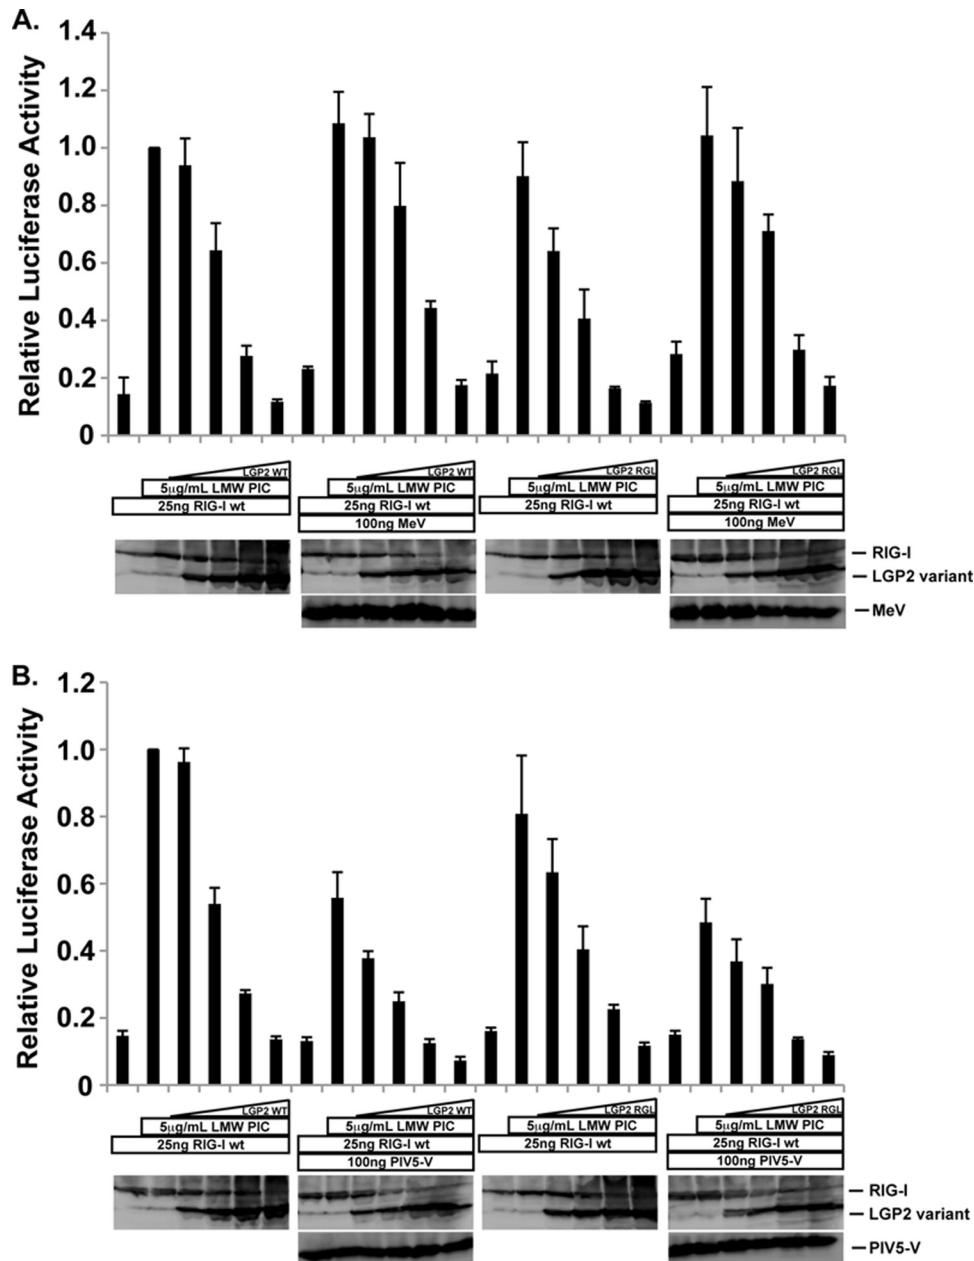 A.
Relative Luciferase Activity
1.4
1.2
1.0
0.8
0.6
0.4
0.2
0
LGP2 WT LGP2 WT LGP2 RGL LGP2 RGL
5μg/mL LMW PIC 5μg/mL LMW PIC 5μg/mL LMW PIC 5μg/mL LMW PIC
25ng RIG-I wt 25ng RIG-I wt 25ng RIG-I wt 25ng RIG-I wt
100ng MeV 100ng MeV
RIG-I
LGP2 variant
MeV
B.
Relative Luciferase Activity
1.2
1.0
0.8
0.6
0.4
0.2
0
LGP2 WT LGP2 WT LGP2 RGL LGP2 RGL
5μg/mL LMW PIC 5μg/mL LMW PIC 5μg/mL LMW PIC 5μg/mL LMW PIC
25ng RIG-I wt 25ng RIG-I wt 25ng RIG-I wt 25ng RIG-I wt
100ng PIV5-V 100ng PIV5-V
RIG-I
LGP2 variant
PIV5-V